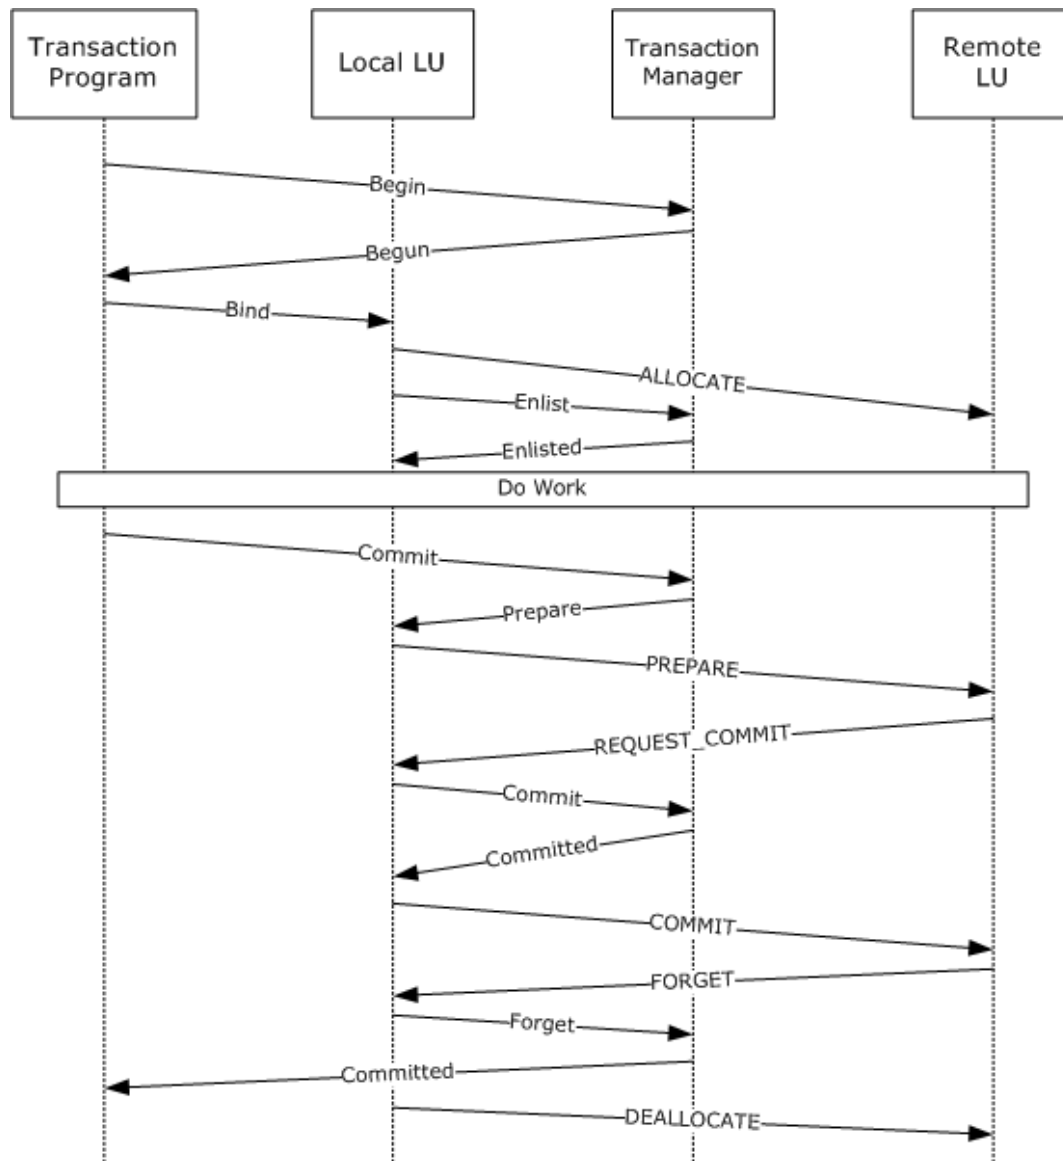 Transaction
Program
Local LU
Transaction
Manager
Remote
LU
Begin
Begun
Bind
ALLOCATE
Enlist
Enlisted
Do Work
Commit
Prepare
PREPARE
REQUEST_COMMIT
Commit
Committed
COMMIT
FORGET
Forget
Committed
DEALLOCATE